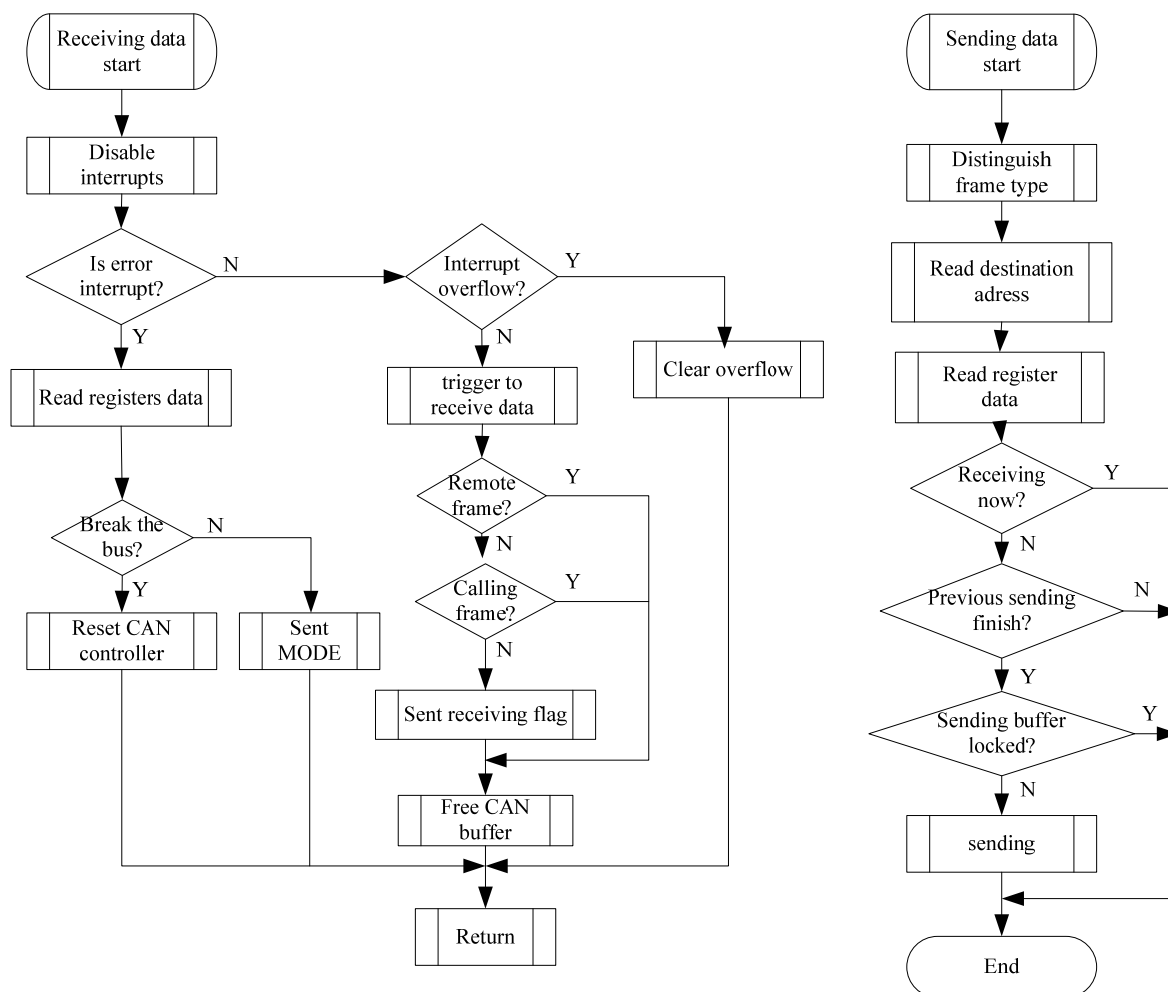 Receiving data
start
Disable
interrupts
Is error
interrupt?
N
Y
Read registers data
Break the
bus?
N
Y
Reset CAN
controller
Sent
MODE
Interrupt
overflow?
Y
N
Clear overflow
trigger to
receive data
Remote
frame?
Y
N
Calling
frame?
Y
N
Sent receiving flag
Free CAN
buffer
Return
Sending data
start
Distinguish
frame type
Read destination
adress
Read register
data
Receiving
now?
Y
N
Previous sending
finish?
N
Y
Sending buffer
locked?
Y
N
sending
End